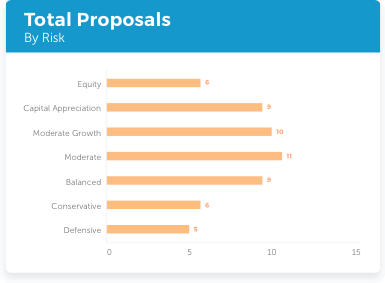 Total Proposals
By Risk
Equity 6
Capital Appreciation 9
Moderate Growth 10
Moderate 11
Balanced 9
Conservative 6
Defensive 5
0 5 10 15